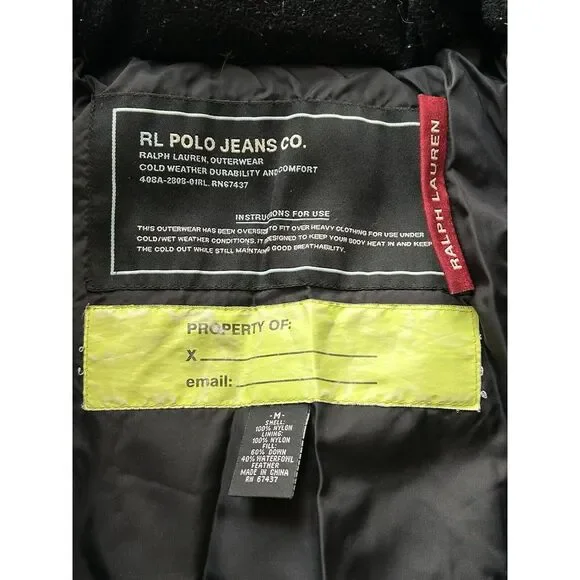 RL POLO JEANS CO.
RALPH LAUREN, OUTERWEAR
COLD WEATHER DURABILITY AND COMFORT
408A-2808-01RL. RN67437
INSTRUCTIONS FOR USE
THIS OUTERWEAR HAS BEEN OVERSIZED TO FIT OVER HEAVY CLOTHING FOR USE UNDER
COLD/WET WEATHER CONDITIONS. IT IS DESIGNED TO KEEP YOUR BODY HEAT IN AND KEEP
THE COLD OUT WHILE STILL MAINTAINING GOOD BREATHABILITY.
RALPH LAUREN
PROPERTY OF:
X
email:
-M-
SHELL:
100% NYLON
LINING:
100% NYLON
FILL:
60% DOWN
40% WATERFOWL
FEATHER
MADE IN CHINA
RN 67437